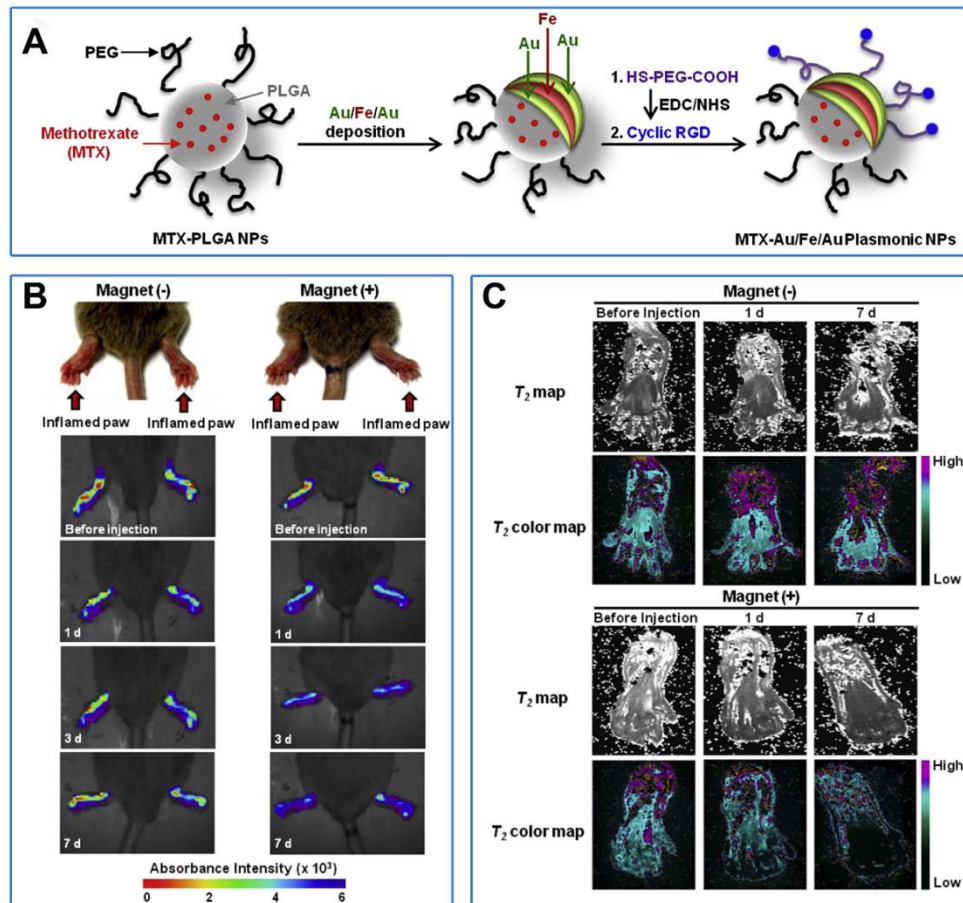 A
PEG
PLGA
Methotrexate
(MTX)
MTX-PLGA NPs
Au/Fe/Au
deposition
Fe
Au
Au
1. HS-PEG-COOH
EDC/NHS
2. Cyclic RGD
MTX-Au/Fe/Au Plasmonic NPs
B
Magnet (-)
Magnet (+)
Inflamed paw
Inflamed paw
Inflamed paw
Inflamed paw
Before injection
Before injection
1 d
1 d
3 d
3 d
7 d
7 d
Absorbance Intensity (x 10³)
0 2 4 6
C
Magnet (-)
Before Injection 1 d 7 d
T₂ map
T₂ color map
High
Low
Magnet (+)
Before Injection 1 d 7 d
T₂ map
T₂ color map
High
Low